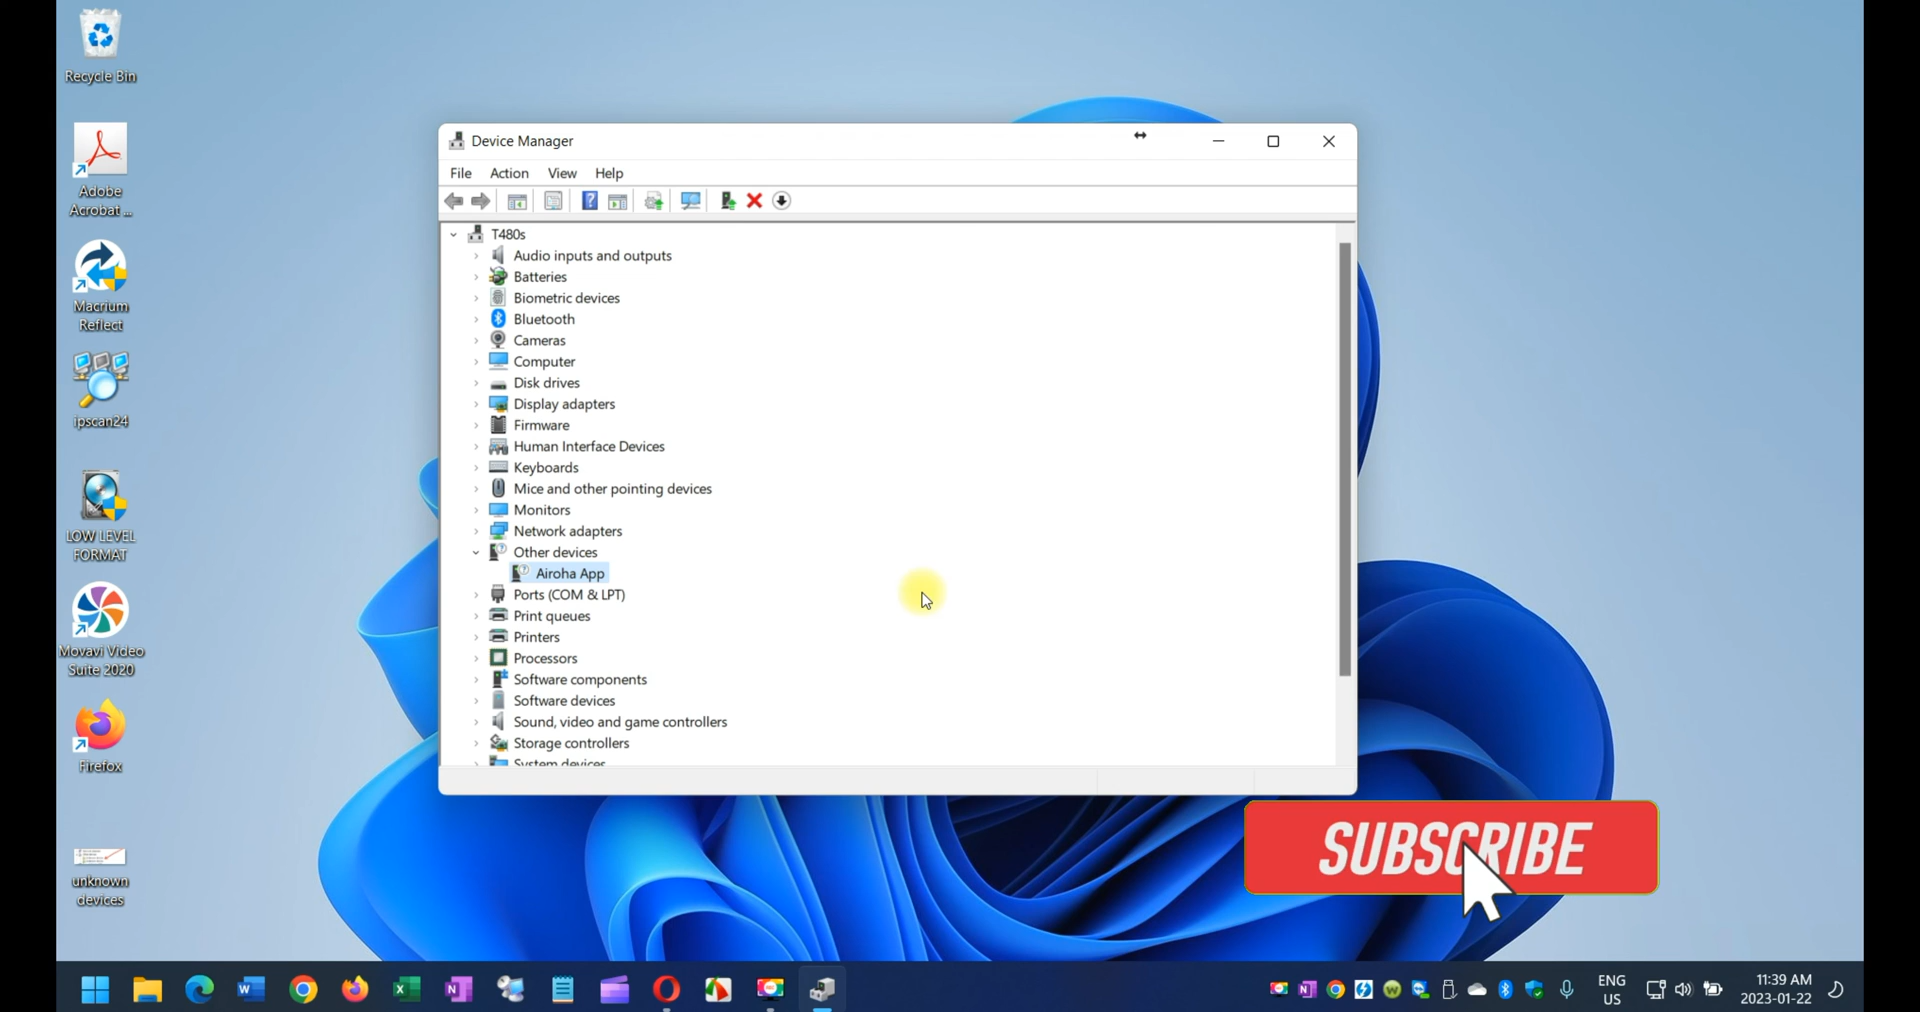 Recycle Bin
Adobe
Acrobat ...
Macrium
Reflect
ipscan24
LOW LEVEL
FORMAT
Movavi Video
Suite 2020
Firefox
unknown
devices
Device Manager
File Action View Help
T480s
Audio inputs and outputs
Batteries
Biometric devices
Bluetooth
Cameras
Computer
Disk drives
Display adapters
Firmware
Human Interface Devices
Keyboards
Mice and other pointing devices
Monitors
Network adapters
Other devices
Airoha App
Ports (COM & LPT)
Print queues
Printers
Processors
Software components
Software devices
Sound, video and game controllers
Storage controllers
System devices
SUBSCRIBE
ENG
US
11:39 AM
2023-01-22